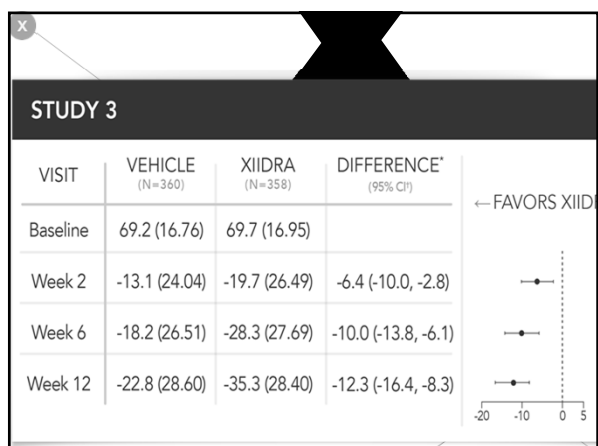 X
STUDY 3
VISIT VEHICLE XIIDRA DIFFERENCE*
(N=360) (N=358) (95% CI†)
←FAVORS XIID
Baseline 69.2 (16.76) 69.7 (16.95)
Week 2 -13.1 (24.04) -19.7 (26.49) -6.4 (-10.0, -2.8)
Week 6 -18.2 (26.51) -28.3 (27.69) -10.0 (-13.8, -6.1)
Week 12 -22.8 (28.60) -35.3 (28.40) -12.3 (-16.4, -8.3)
-20 -10 0 5